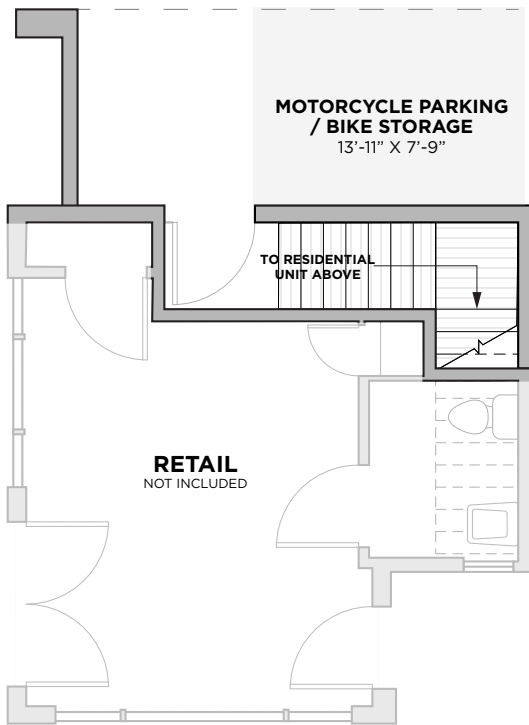 MOTORCYCLE PARKING
/ BIKE STORAGE
13’-11” X 7’-9”
TO RESIDENTIAL
UNIT ABOVE
RETAIL
NOT INCLUDED